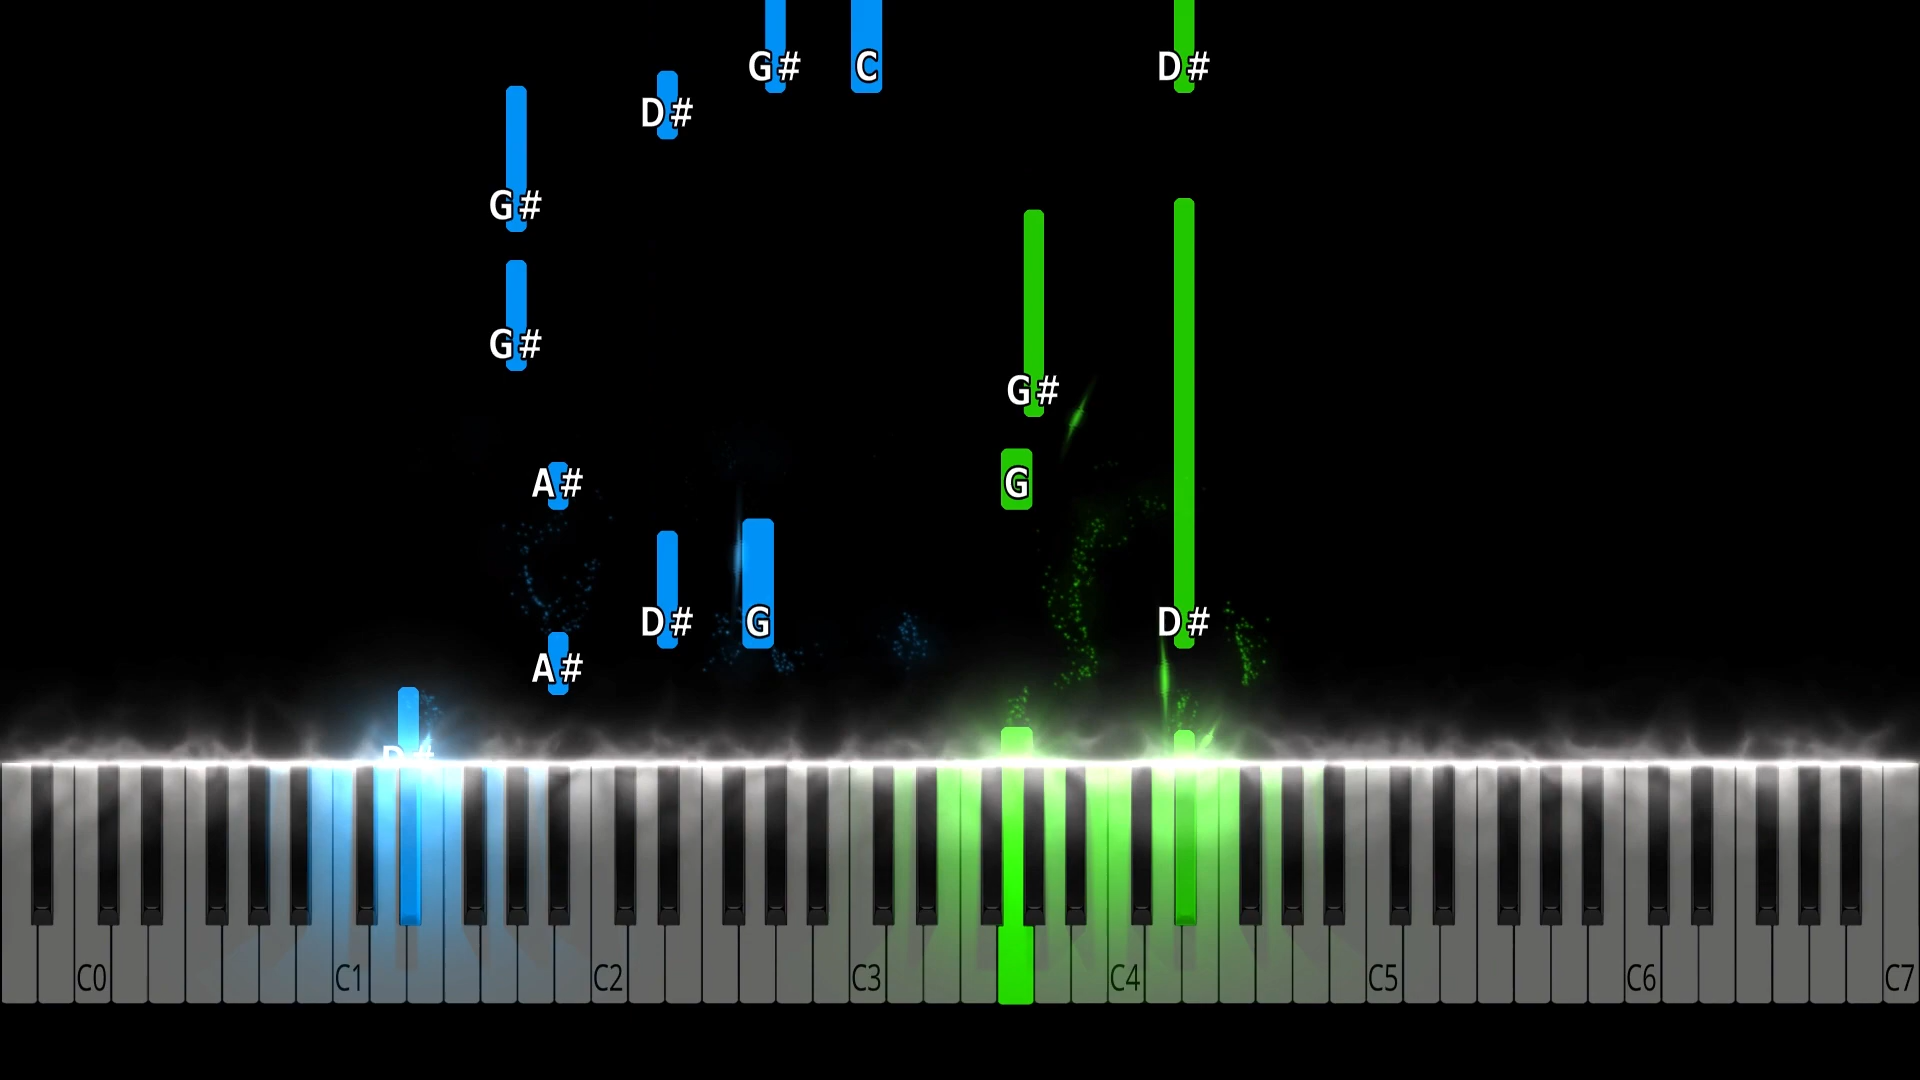 G# C D#
D#
G#
G#
G#
A# G
D# G D#
A#
D#
C0 C1 C2 C3 C4 C5 C6 C7